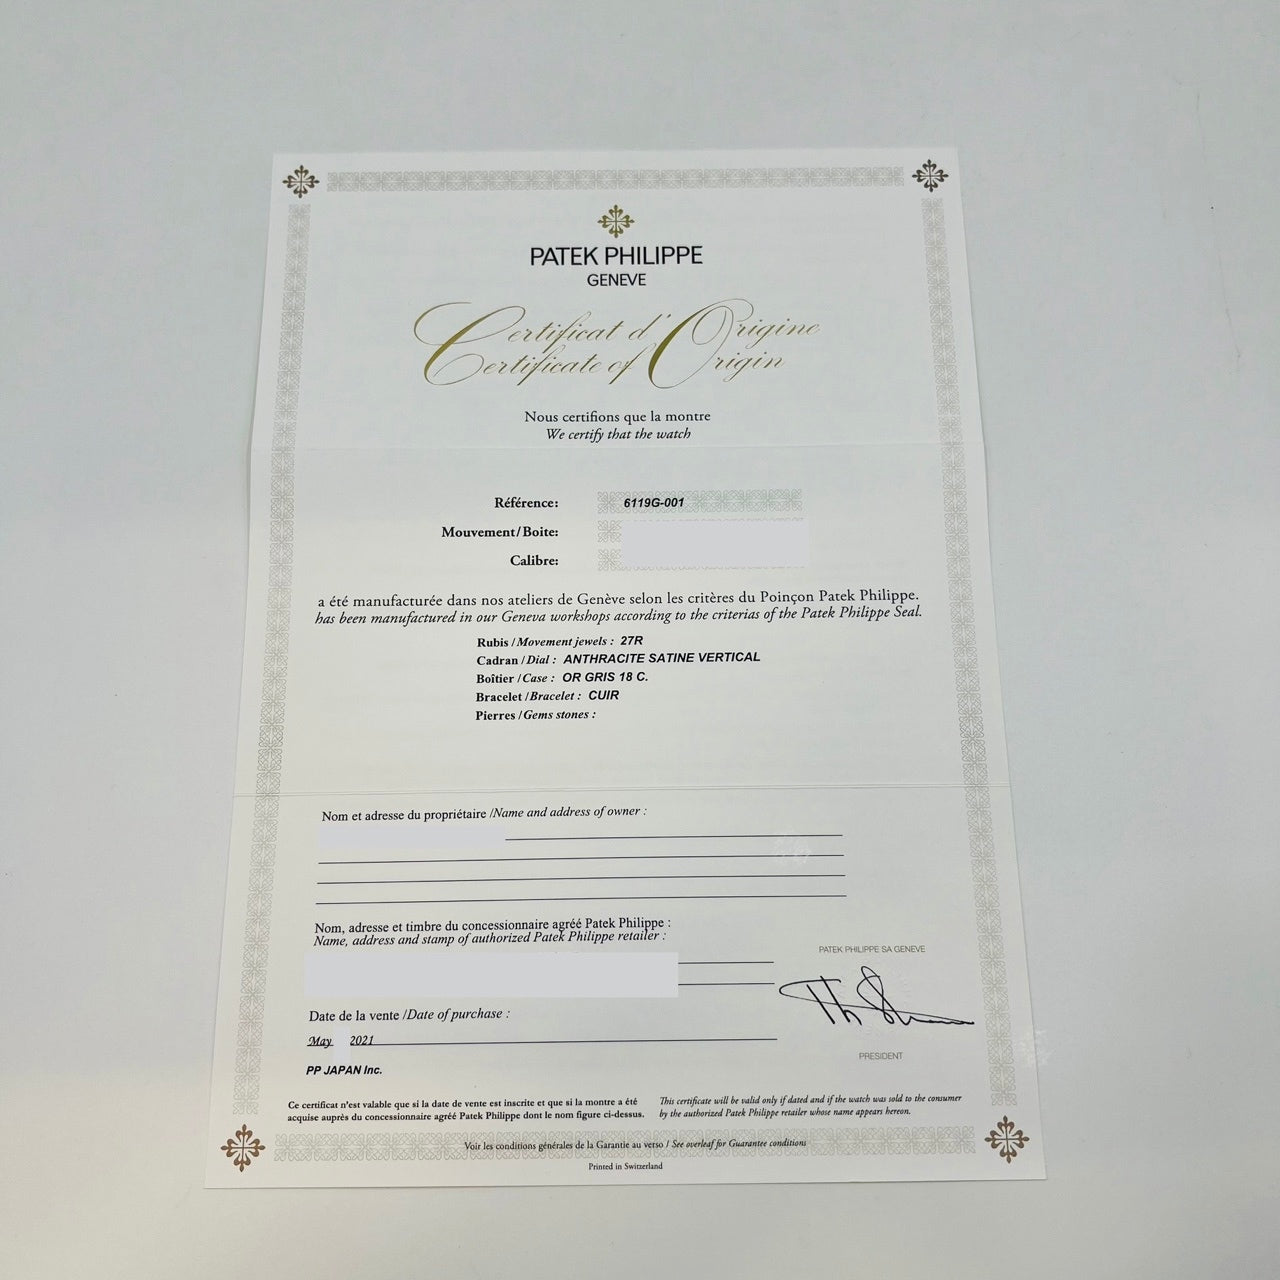 PATEK PHILIPPE
GENEVE
Certificat d'Origine
Certificate of Origin
Nous certifions que la montre
We certify that the watch
Référence: 6119G-001
Mouvement/Boite:
Calibre:
a été manufacturée dans nos ateliers de Genève selon les critères du Poinçon Patek Philippe.
has been manufactured in our Geneva workshops according to the criterias of the Patek Philippe Seal.
Rubis /Movement jewels : 27R
Cadran /Dial : ANTHRACITE SATINE VERTICAL
Boîtier /Case : OR GRIS 18 C.
Bracelet /Bracelet : CUIR
Pierres /Gems stones :
Nom et adresse du propriétaire /Name and address of owner :
Nom, adresse et timbre du concessionnaire agréé Patek Philippe :
Name, address and stamp of authorized Patek Philippe retailer :
PATEK PHILIPPE SA GENEVE
Date de la vente /Date of purchase :
May 2021
PRESIDENT
PP JAPAN Inc.
Ce certificat n'est valable que si la date de vente est inscrite et que si la montre a été
acquise auprès du concessionnaire agréé Patek Philippe dont le nom figure ci-dessus.
This certificate will be valid only if dated and if the watch was sold to the consumer
by the authorized Patek Philippe retailer whose name appears hereon.
Voir les conditions générales de la Garantie au verso / See overleaf for Guarantee conditions
Printed in Switzerland